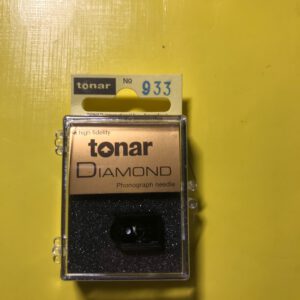 tonar No 933
high fidelity
tonar
DIAMOND
Phonograph needle